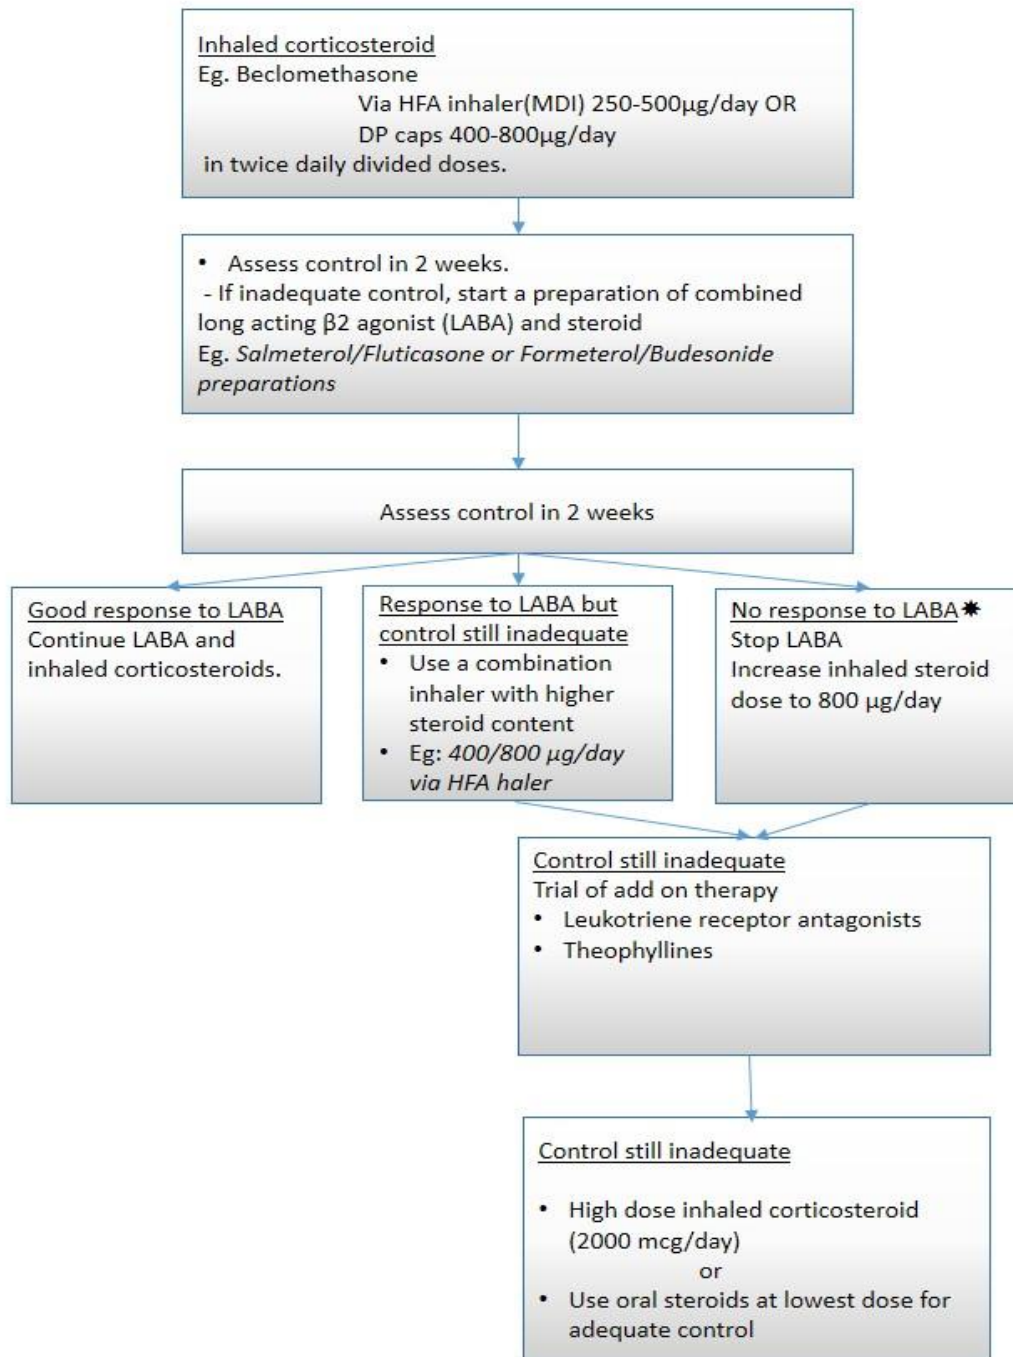 Inhaled corticosteroid
Eg. Beclomethasone
Via HFA inhaler(MDI) 250-500µg/day OR
DP caps 400-800µg/day
in twice daily divided doses.
• Assess control in 2 weeks.
- If inadequate control, start a preparation of combined
long acting β2 agonist (LABA) and steroid
Eg. Salmeterol/Fluticasone or Formeterol/Budesonide
preparations
Assess control in 2 weeks
Good response to LABA
Continue LABA and
inhaled corticosteroids.
Response to LABA but
control still inadequate
• Use a combination
inhaler with higher
steroid content
• Eg: 400/800 µg/day
via HFA haler
No response to LABA✷
Stop LABA
Increase inhaled steroid
dose to 800 µg/day
Control still inadequate
Trial of add on therapy
• Leukotriene receptor antagonists
• Theophyllines
Control still inadequate
• High dose inhaled corticosteroid
(2000 mcg/day)
or
• Use oral steroids at lowest dose for
adequate control